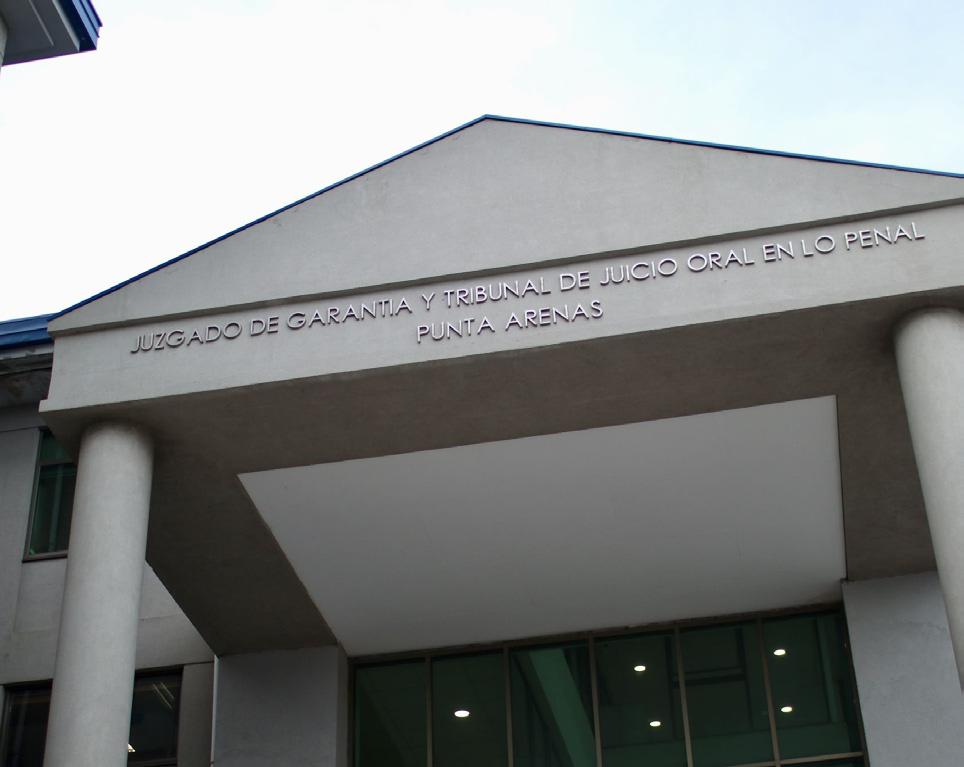 JUZGADO DE GARANTIA Y TRIBUNAL DE JUICIO ORAL EN LO PENAL
PUNTA ARENAS